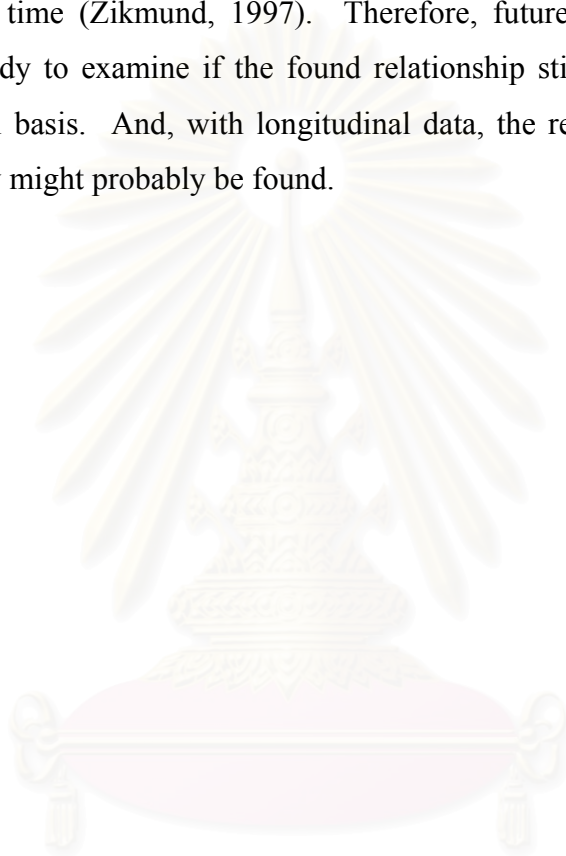 time (Zikmund, 1997). Therefore, future
dy to examine if the found relationship sti
basis. And, with longitudinal data, the re
might probably be found.